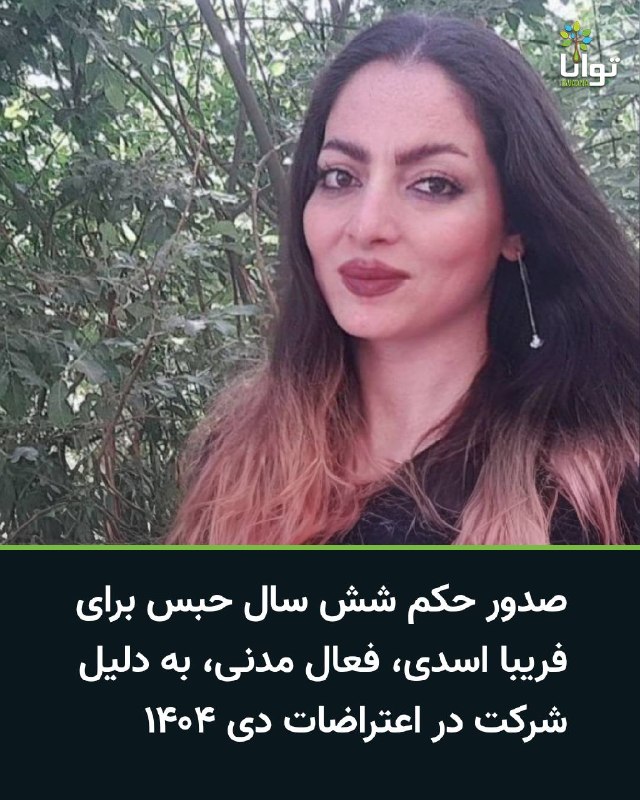 توانا
صدور حکم شش سال حبس برای
فریبا اسدی، فعال مدنی، به دلیل
شرکت در اعتراضات دی ۱۴۰۴